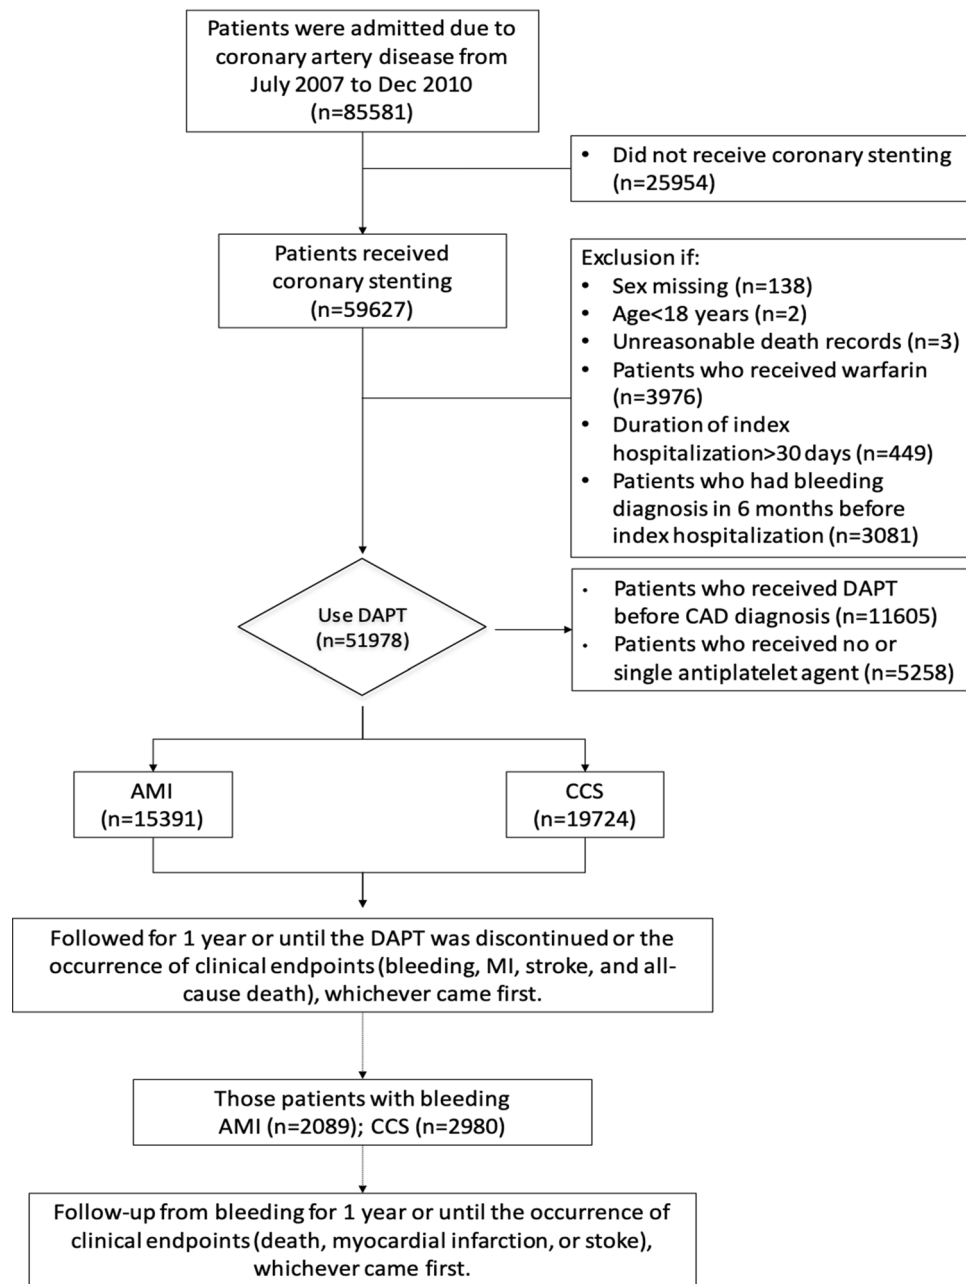 Patients were admitted due to
coronary artery disease from
July 2007 to Dec 2010
(n=85581)
• Did not receive coronary stenting
(n=25954)
Patients received
coronary stenting
(n=59627)
Exclusion if:
• Sex missing (n=138)
• Age<18 years (n=2)
• Unreasonable death records (n=3)
• Patients who received warfarin
(n=3976)
• Duration of index
hospitalization>30 days (n=449)
• Patients who had bleeding
diagnosis in 6 months before
index hospitalization (n=3081)
Use DAPT
(n=51978)
· Patients who received DAPT
before CAD diagnosis (n=11605)
· Patients who received no or
single antiplatelet agent (n=5258)
AMI
(n=15391)
CCS
(n=19724)
Followed for 1 year or until the DAPT was discontinued or the
occurrence of clinical endpoints (bleeding, MI, stroke, and all-
cause death), whichever came first.
Those patients with bleeding
AMI (n=2089); CCS (n=2980)
Follow-up from bleeding for 1 year or until the occurrence of
clinical endpoints (death, myocardial infarction, or stoke),
whichever came first.